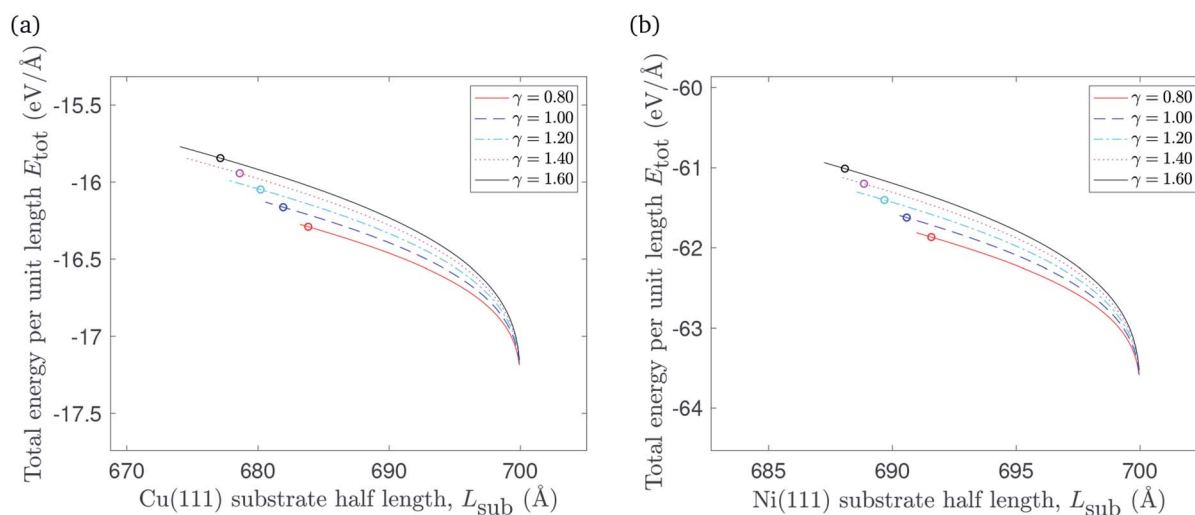 (a)
Total energy per unit length E_tot (eV/Å)
-15.5
-16
-16.5
-17
-17.5
670
680
690
700
Cu(111) substrate half length, L_sub (Å)
γ = 0.80
γ = 1.00
γ = 1.20
γ = 1.40
γ = 1.60
(b)
Total energy per unit length E_tot (eV/Å)
-60
-61
-62
-63
-64
685
690
695
700
Ni(111) substrate half length, L_sub (Å)
γ = 0.80
γ = 1.00
γ = 1.20
γ = 1.40
γ = 1.60